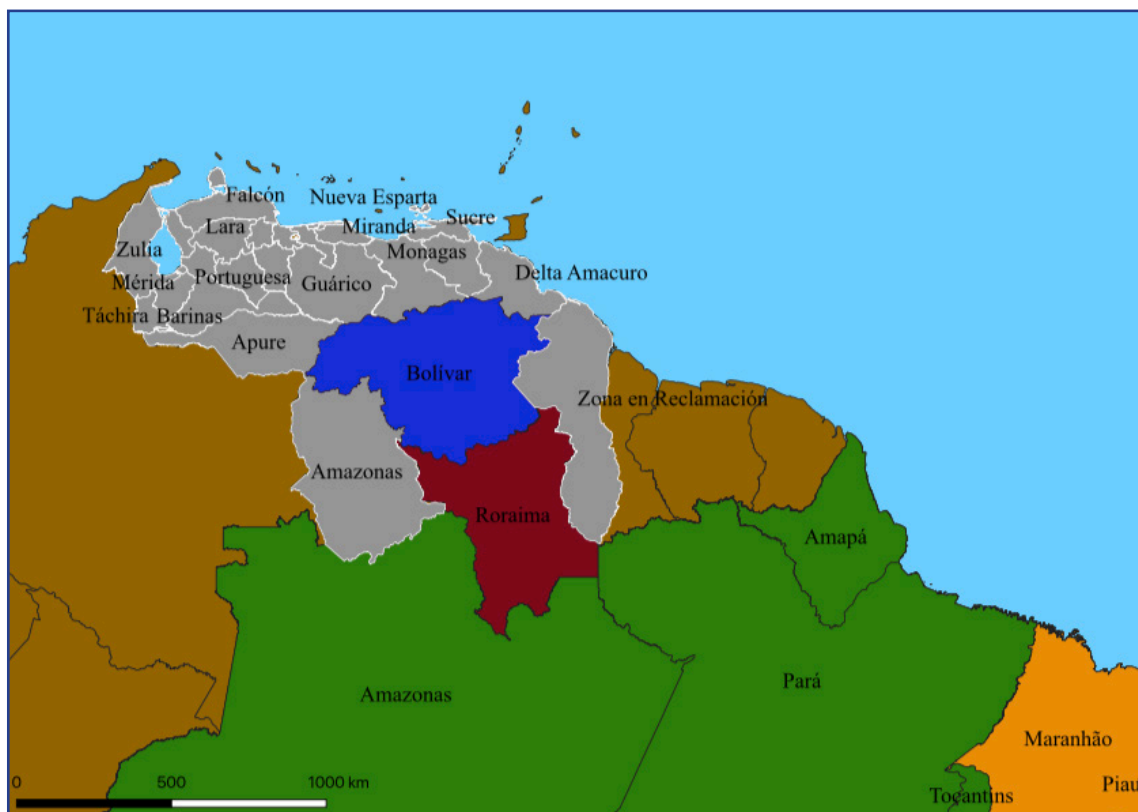 Falcón
Nueva Esparta
Sucre
Lara
Miranda
Zulia
Monagas
Mérida
Portuguesa
Guárico
Delta Amacuro
Táchira
Barinas
Apure
Bolívar
Zona en Reclamación
Amazonas
Roraima
Amapá
Amazonas
Pará
Maranhão
Tocantins
Piau
0
500
1000 km